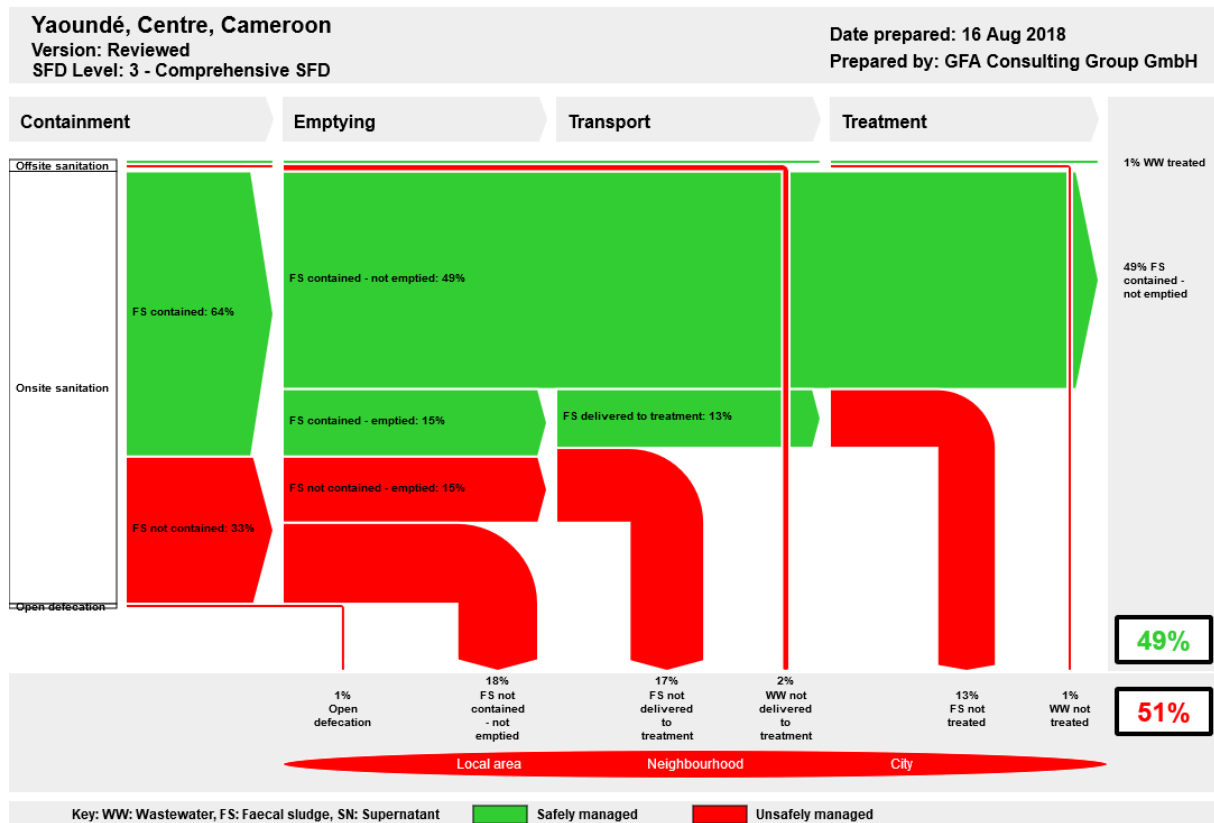 Yaoundé, Centre, Cameroon
Version: Reviewed
SFD Level: 3 - Comprehensive SFD
Date prepared: 16 Aug 2018
Prepared by: GFA Consulting Group GmbH
Containment
Emptying
Transport
Treatment
Offsite sanitation
1% WW treated
FS contained - not emptied: 49%
49% FS
contained -
not emptied
FS contained: 64%
Onsite sanitation
FS contained - emptied: 15%
FS delivered to treatment: 13%
FS not contained - emptied: 15%
FS not contained: 33%
Open defecation
49%
1%
Open
defecation
18%
FS not
contained
- not
emptied
17%
FS not
delivered
to
treatment
2%
WW not
delivered
to
treatment
13%
FS not
treated
1%
WW not
treated
51%
Local area
Neighbourhood
City
Key: WW: Wastewater, FS: Faecal sludge, SN: Supernatant
Safely managed
Unsafely managed